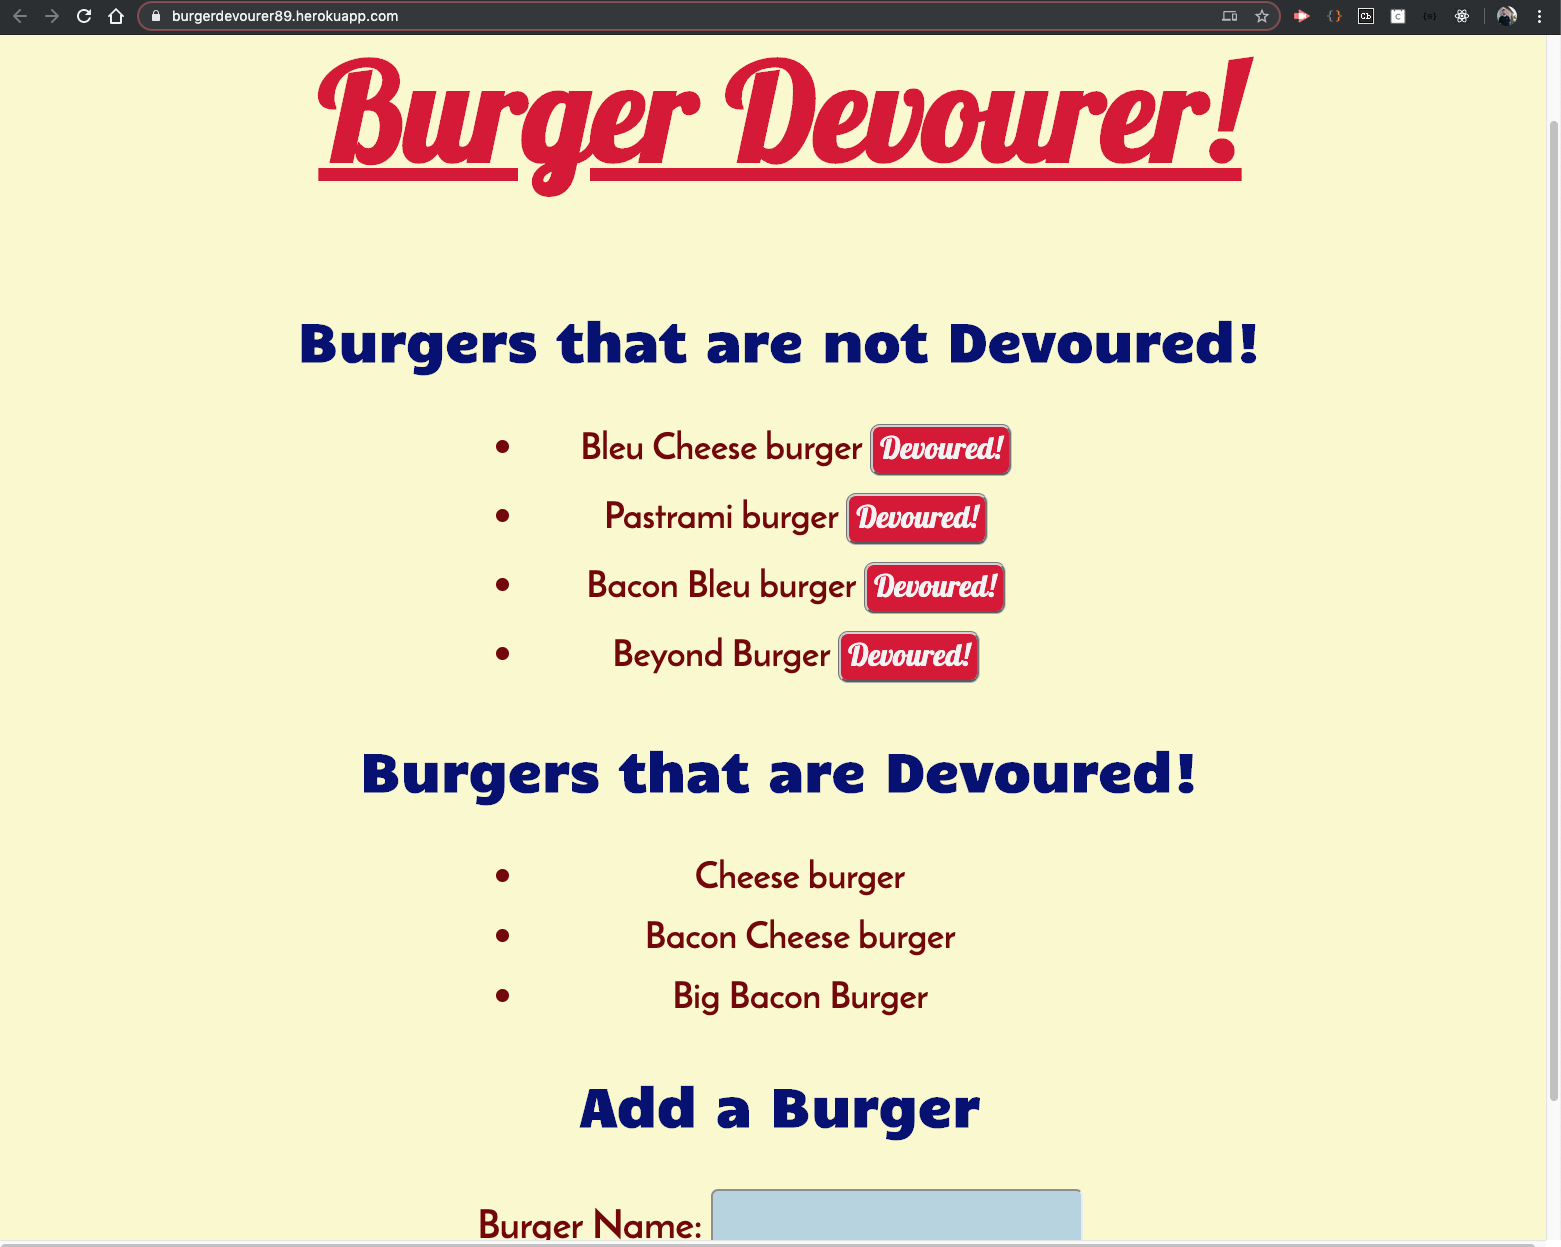 burgerdevourer89.herokuapp.com
Burger Devourer!
Burgers that are not Devoured!
Bleu Cheese burger Devoured!
Pastrami burger Devoured!
Bacon Bleu burger Devoured!
Beyond Burger Devoured!
Burgers that are Devoured!
Cheese burger
Bacon Cheese burger
Big Bacon Burger
Add a Burger
Burger Name: